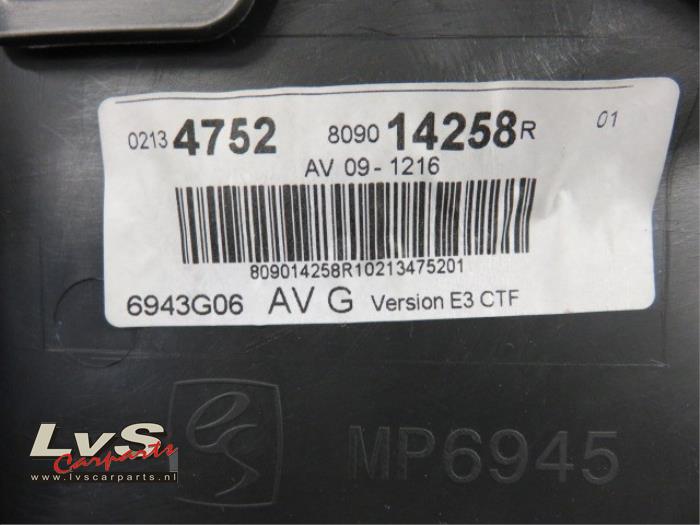 0213 4752 8090 14258 R 01
AV 09 - 1216
809014258R10213475201
6943G06 AV G Version E3 CTF
MP6945
LvS
Carparts
www.lvscarparts.nl